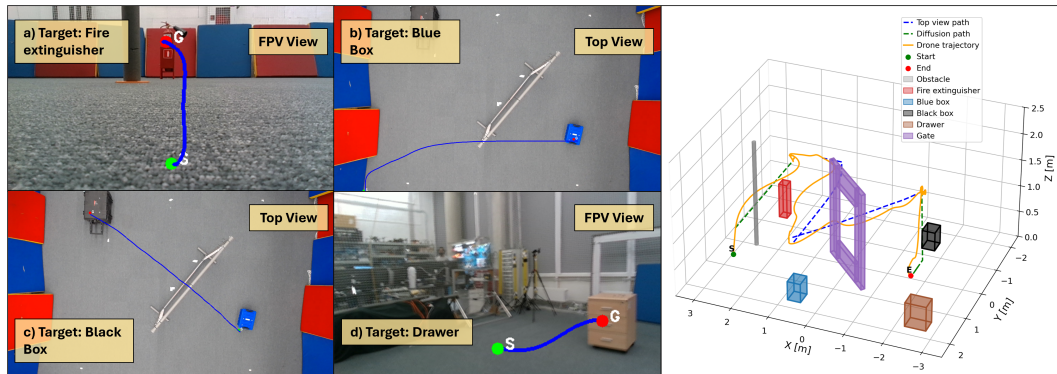 a) Target: Fire
extinguisher
FPV View
G
S
b) Target: Blue
Box
Top View
Top View
c) Target: Black
Box
FPV View
d) Target: Drawer
S
G
Top view path
Diffusion path
Drone trajectory
Start
End
Obstacle
Fire extinguisher
Blue box
Black box
Drawer
Gate
S
E
2.5
2.0
1.5
1.0
0.5
0.0
Z [m]
−2
−1
0
1
2
Y [m]
3
2
1
0
−1
−2
−3
X [m]